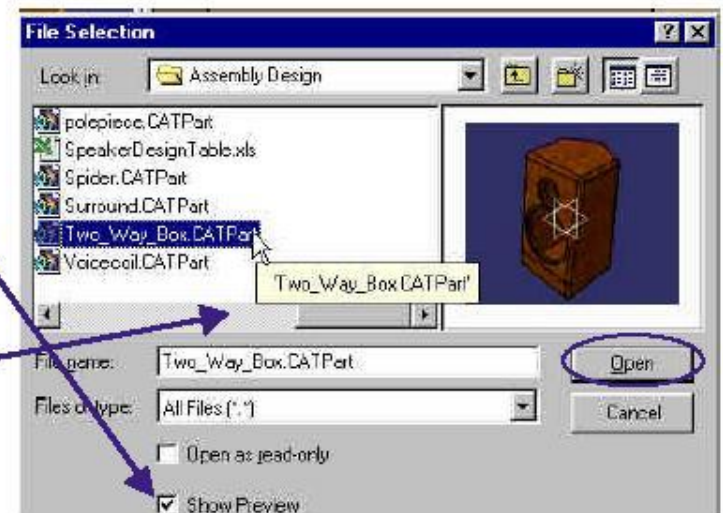 File Selection
Look in:
Assembly Design
polepiece.CATPart
SpeakerDesignTable.xls
Spider.CATPart
Surround.CATPart
Two_Way_Box.CATPart
Voicecoil.CATPart
'Two_Way_Box.CATPart'
File name:
Two_Way_Box.CATPart
Open
Files of type:
All Files (*.*)
Cancel
Open as read-only
Show Preview